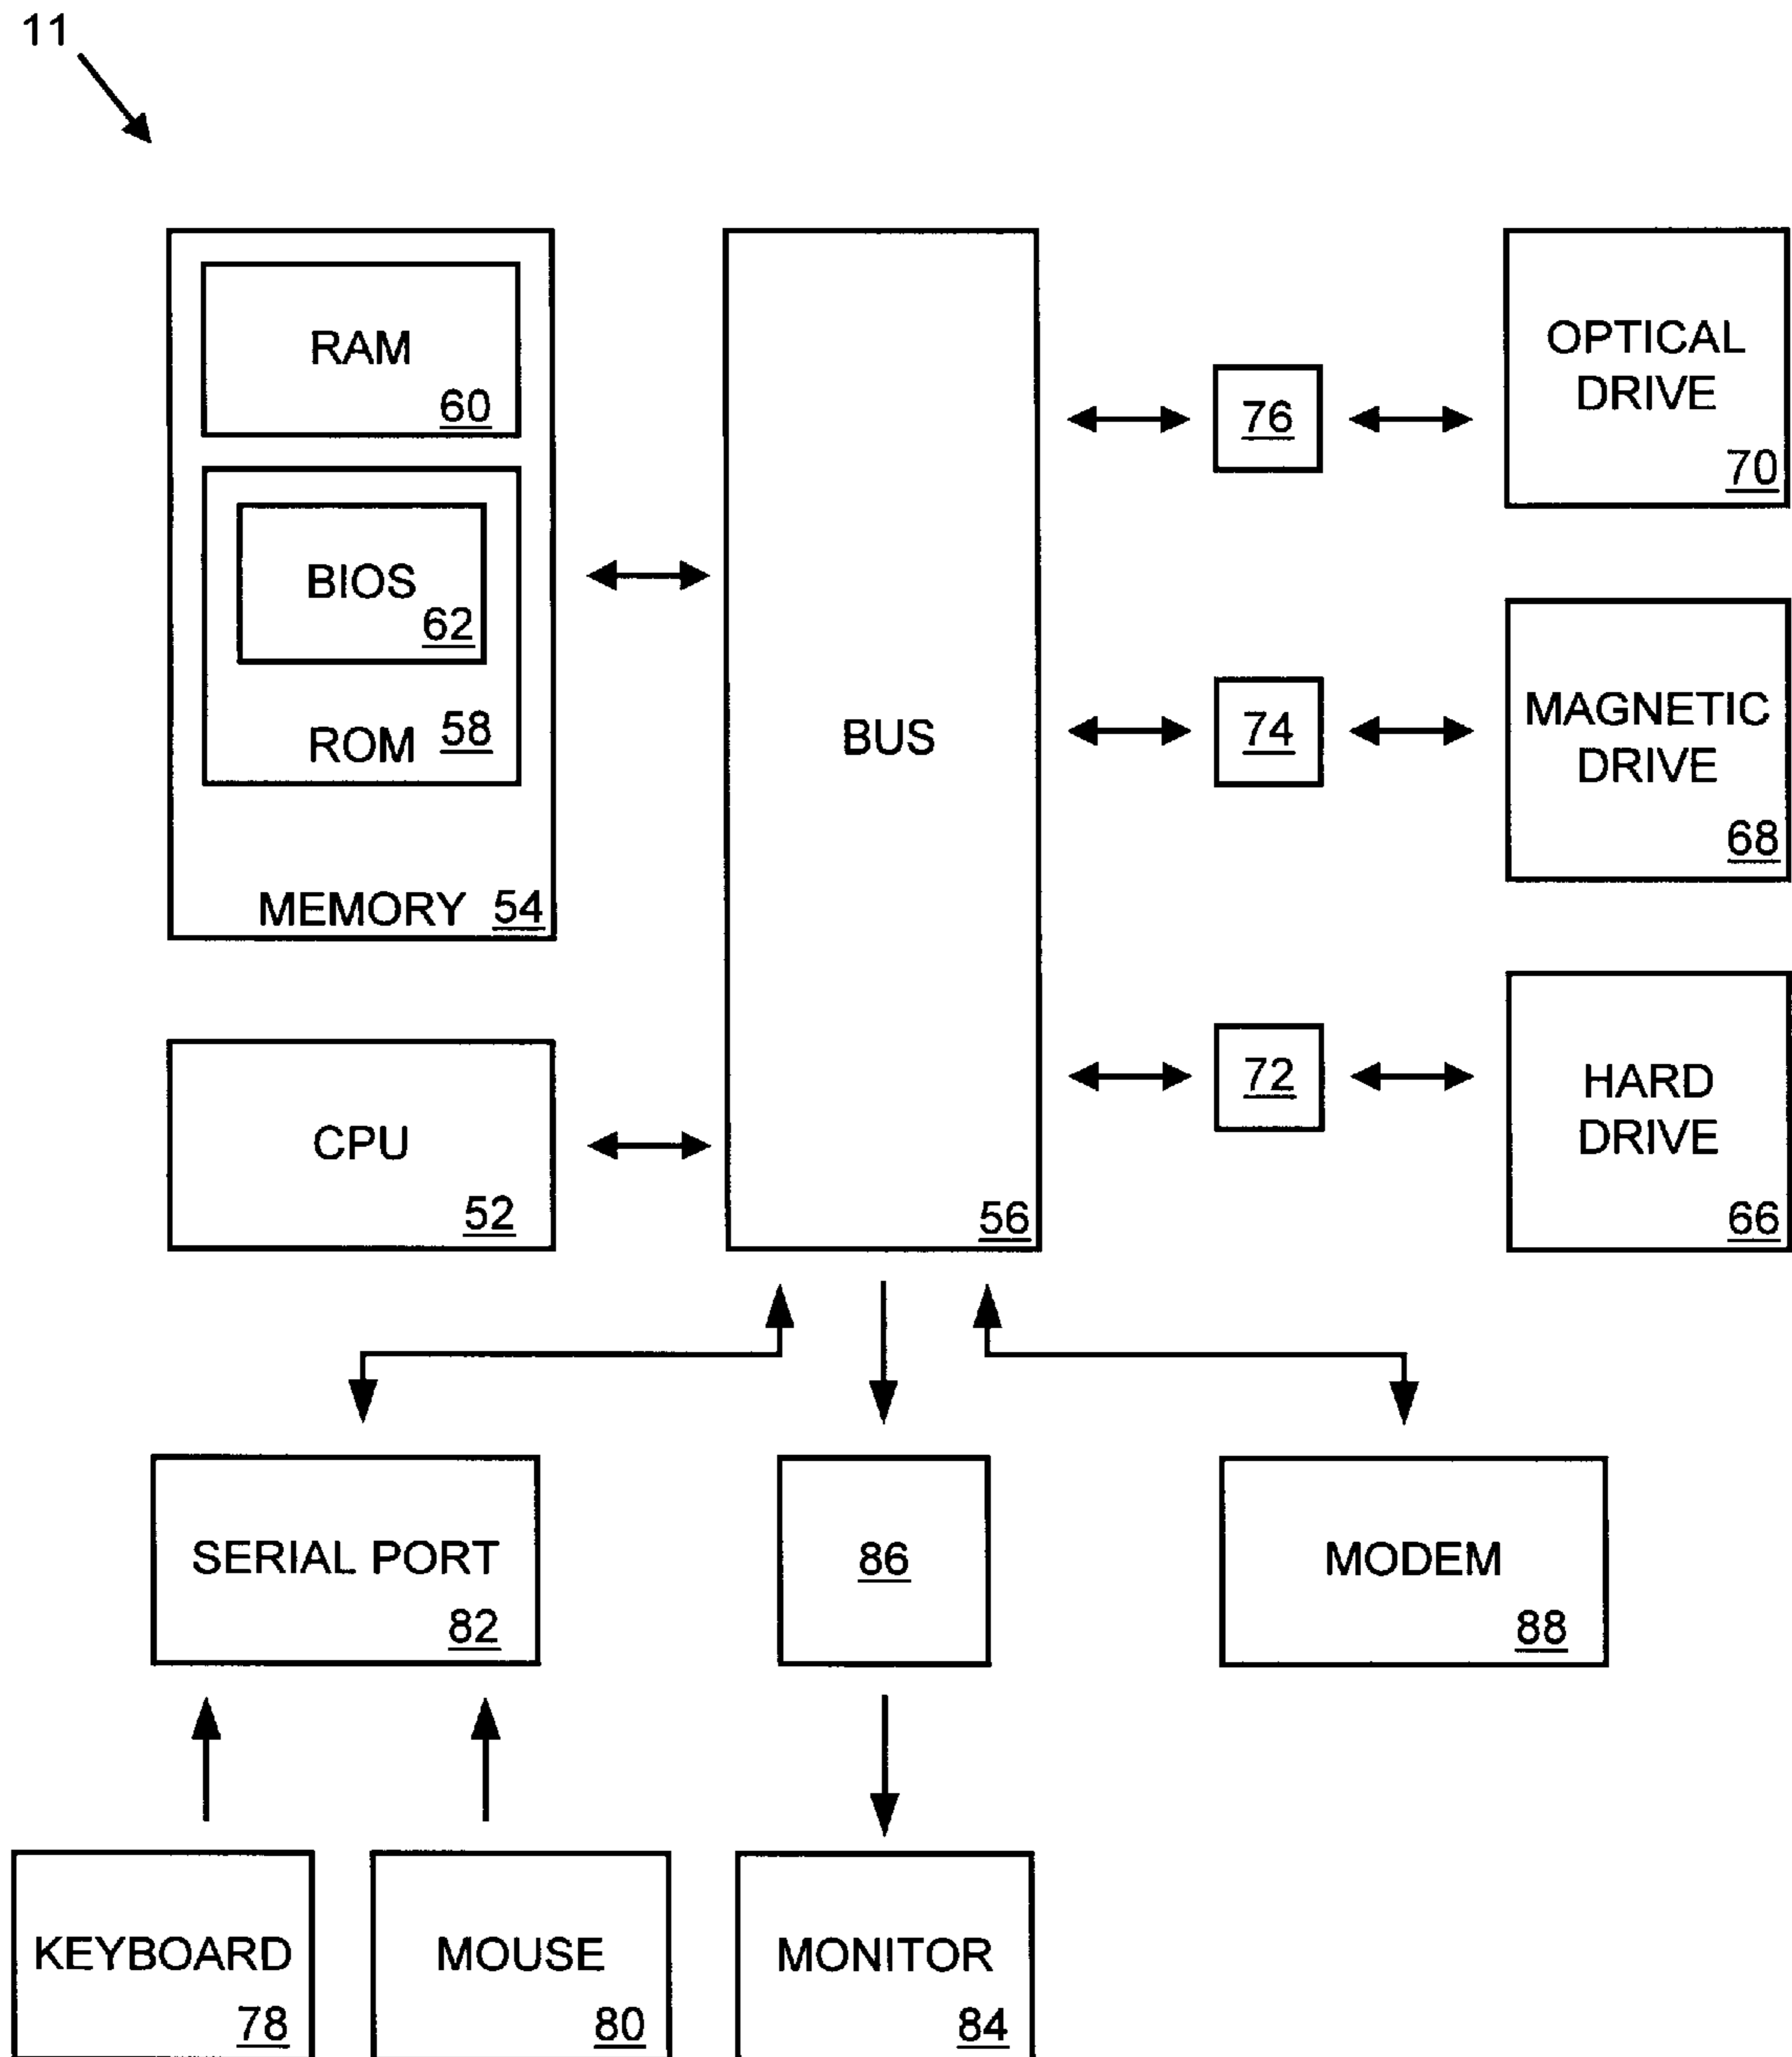 11
RAM
60
BIOS
62
ROM 58
MEMORY 54
CPU
52
BUS
56
76
OPTICAL
DRIVE
70
74
MAGNETIC
DRIVE
68
72
HARD
DRIVE
66
SERIAL PORT
82
86
MODEM
88
KEYBOARD
78
MOUSE
80
MONITOR
84